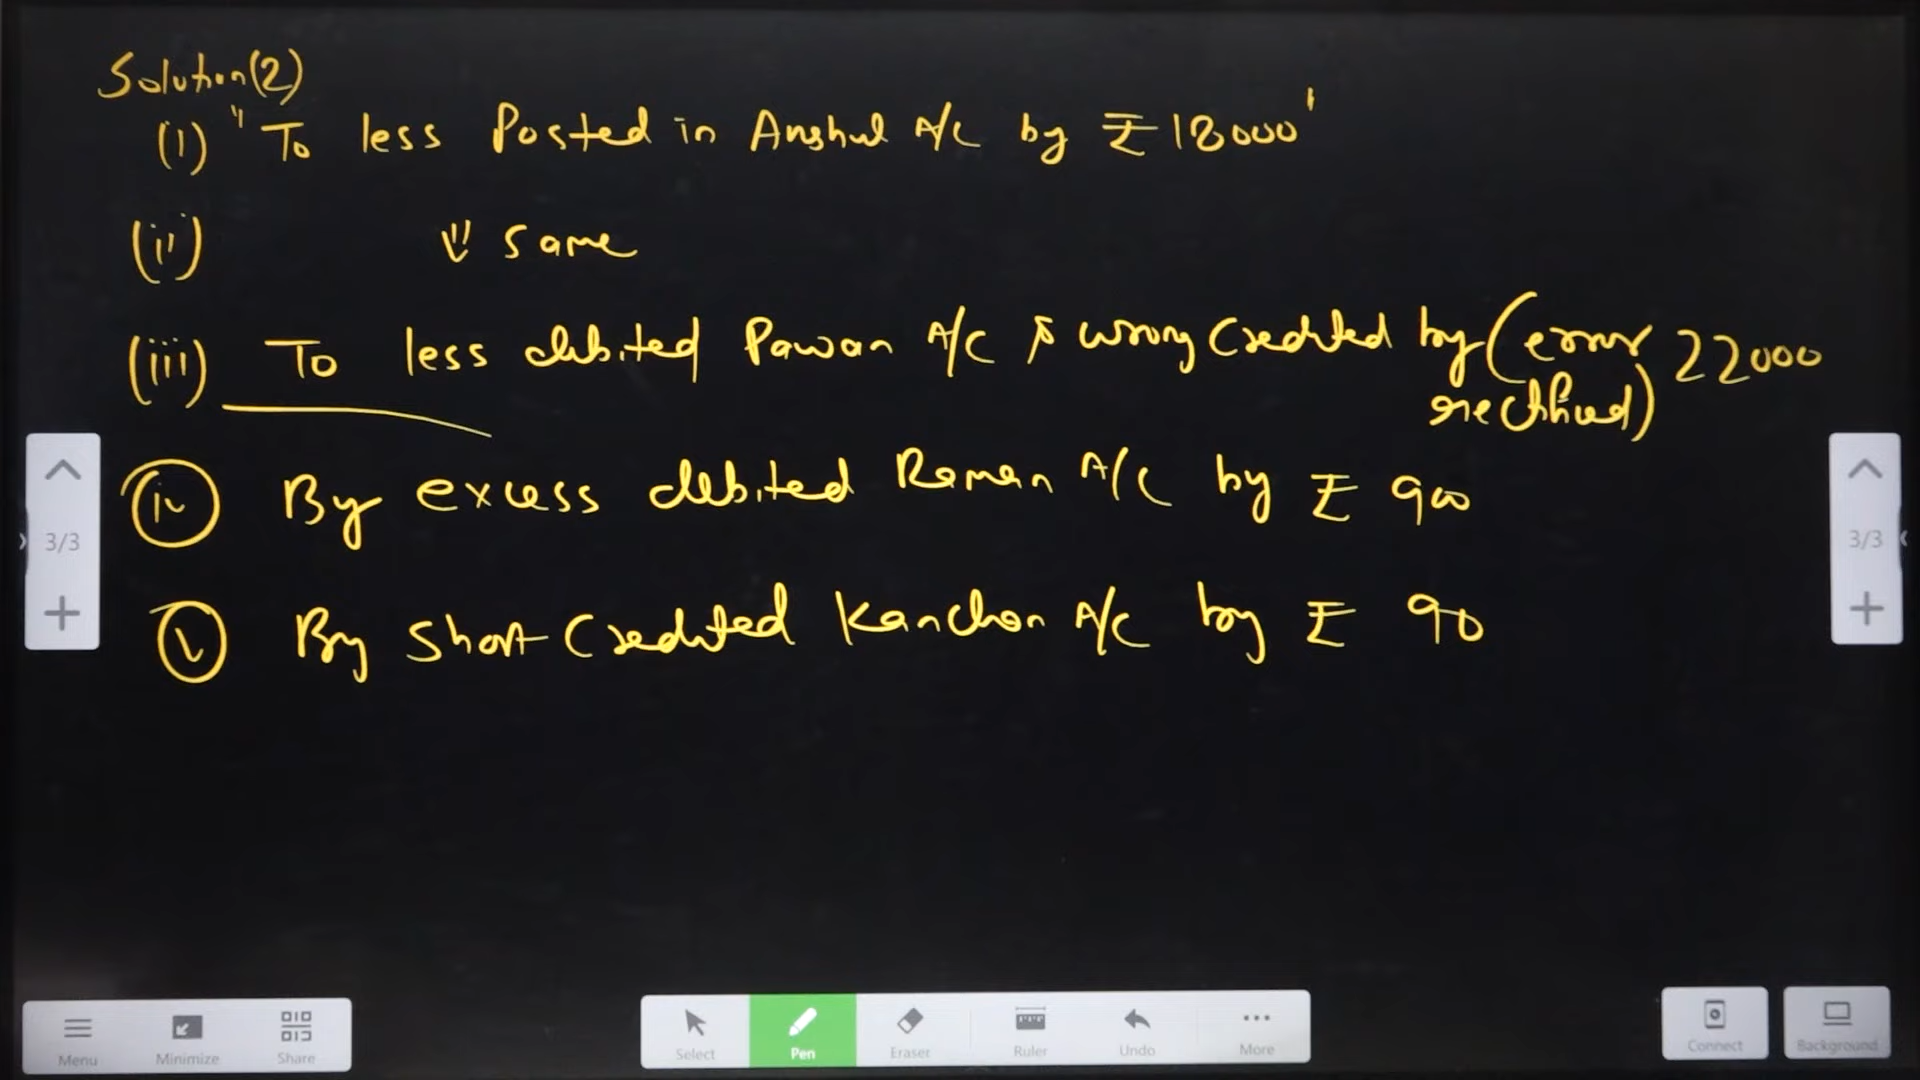 Solution(2)
(i) "To less Posted in Anshul A/c by ₹18000'
(ii) " same
(iii) To less debited Pawan A/c & wrong Credited by (error 22000
rectified)
iv By excess debited Raman A/c by ₹ 900
v By short Credited Kanchan A/c by ₹ 90
3/3
3/3
Menu Minimize Share Select Pen Eraser Ruler Undo More Connect Background